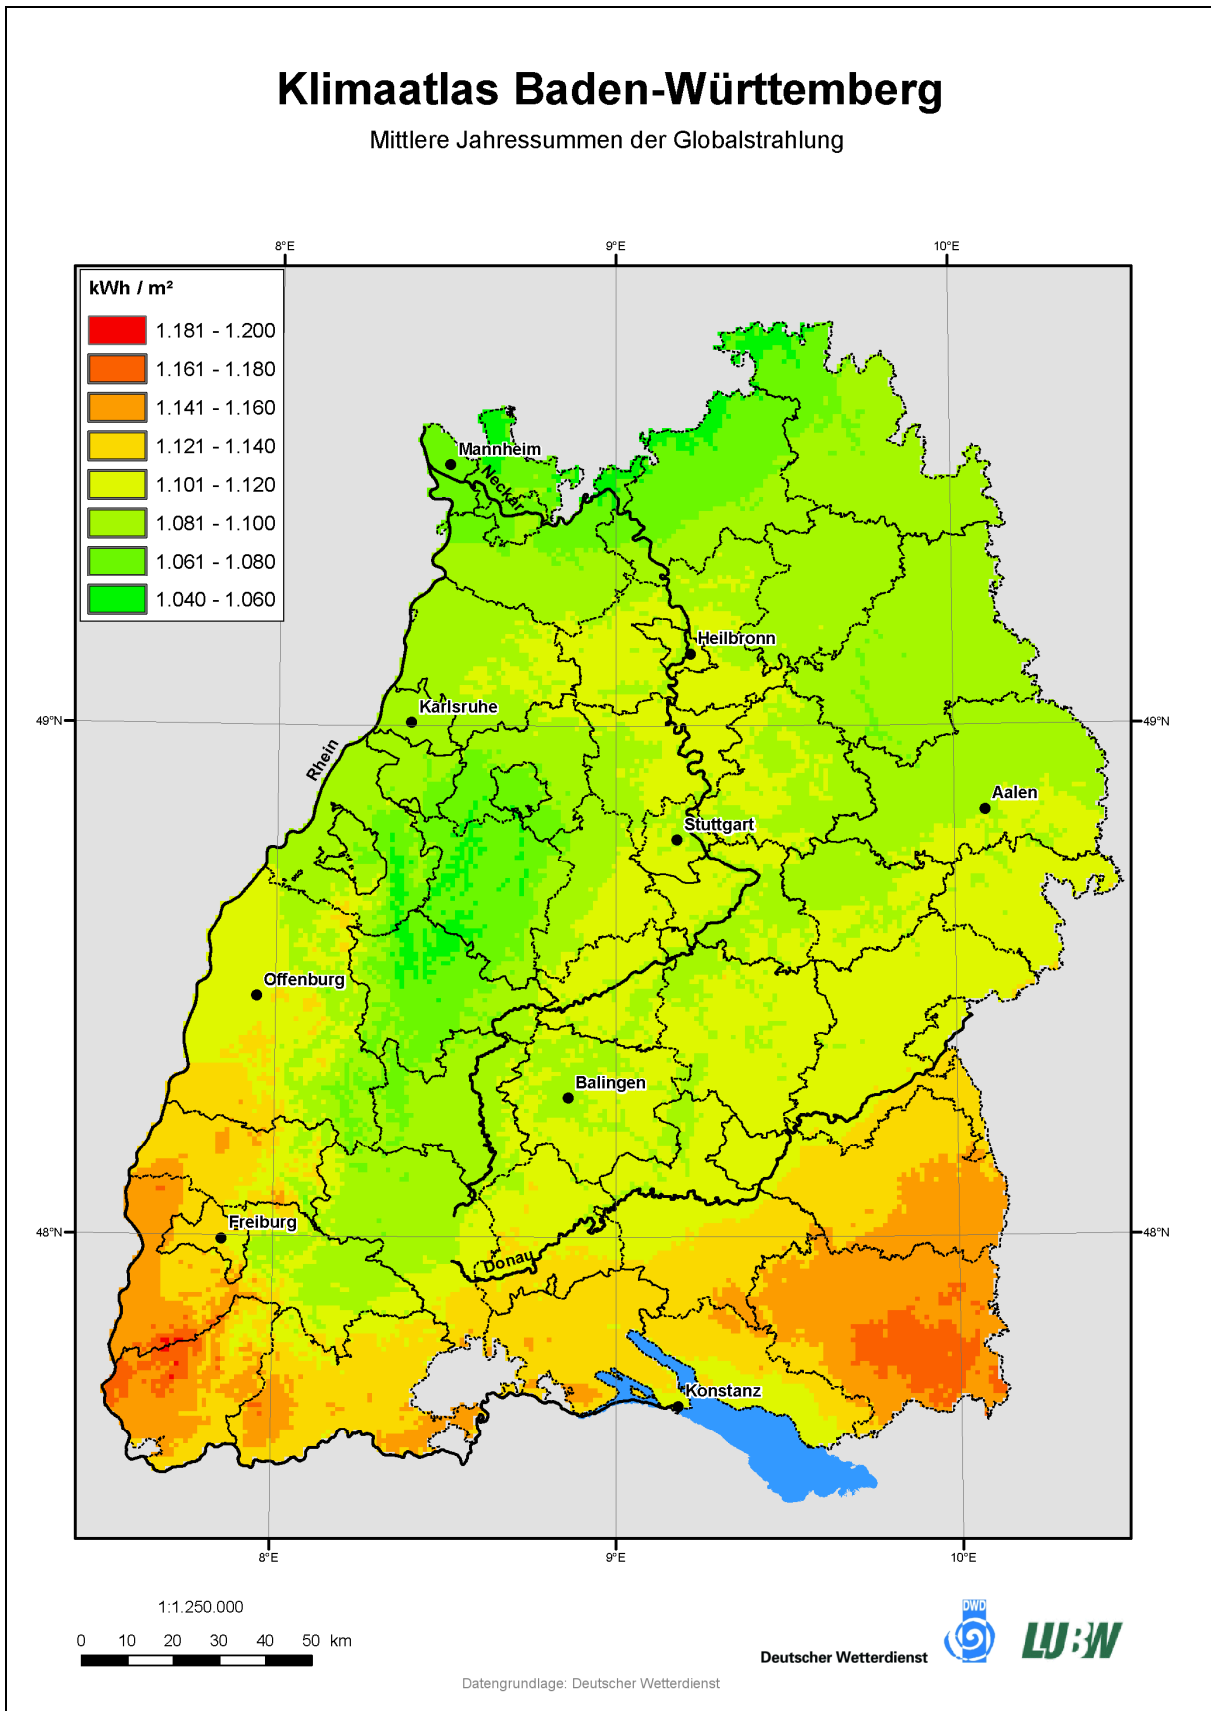 Klimaatlas Baden-Württemberg
Mittlere Jahressummen der Globalstrahlung
8°E 9°E 10°E
kWh / m²
1.181 - 1.200
1.161 - 1.180
1.141 - 1.160
1.121 - 1.140
1.101 - 1.120
1.081 - 1.100
1.061 - 1.080
1.040 - 1.060
Mannheim
Neckar
Heilbronn
Karlsruhe
49°N 49°N
Rhein
Aalen
Stuttgart
Offenburg
Balingen
Freiburg
48°N 48°N
Donau
Konstanz
8°E 9°E 10°E
1:1.250.000
0 10 20 30 40 50 km
DWD
LUBW
Deutscher Wetterdienst
Datengrundlage: Deutscher Wetterdienst